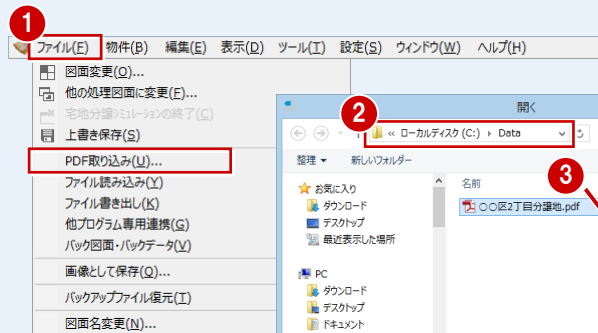 1
ファイル(F) 物件(B) 編集(E) 表示(D) ツール(T) 設定(S) ウィンドウ(W) ヘルプ(H)
図面変更(O)...
他の処理図面に変更(F)...
宅地分譲シミュレーションの終了(C)
上書き保存(S)
PDF取り込み(U)...
ファイル読み込み(Y)
ファイル書き出し(K)
他プログラム専用連携(G)
バック図面・バックデータ(V)
画像として保存(Q)...
バックアップファイル復元(T)
図面名変更(N)...
開く
2
« ローカルディスク (C:) Data
整理 新しいフォルダー
3
お気に入り
ダウンロード
デスクトップ
最近表示した場所
PC
ダウンロード
デスクトップ
ドキュメント
名前
○○区2丁目分譲地.pdf